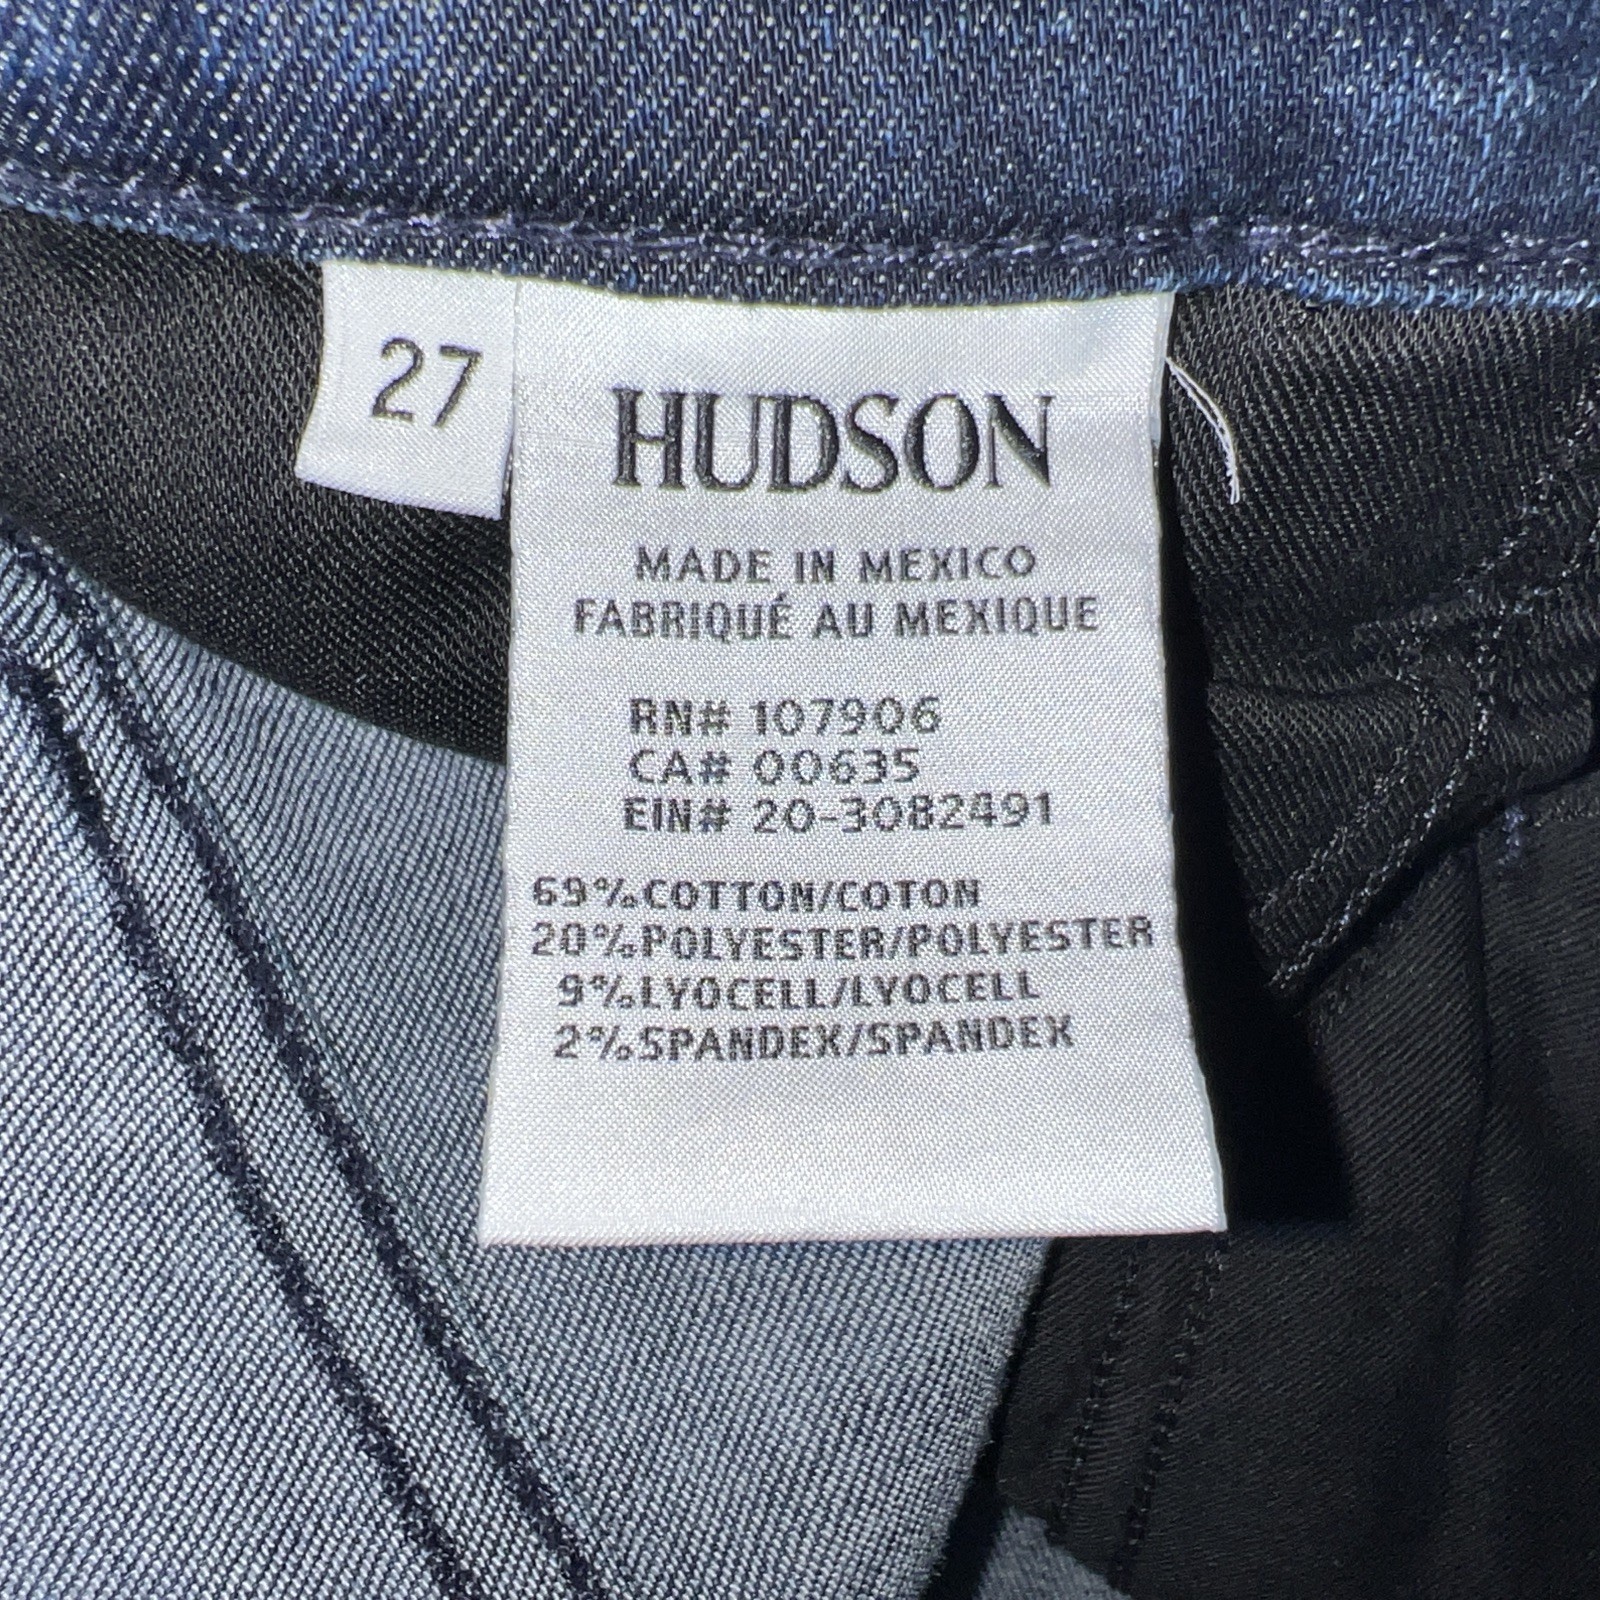 27
HUDSON
MADE IN MEXICO
FABRIQUÉ AU MEXIQUE
RN# 107906
CA# 00635
EIN# 20-3082491
69%COTTON/COTON
20%POLYESTER/POLYESTER
9%LYOCELL/LYOCELL
2%SPANDEX/SPANDEX